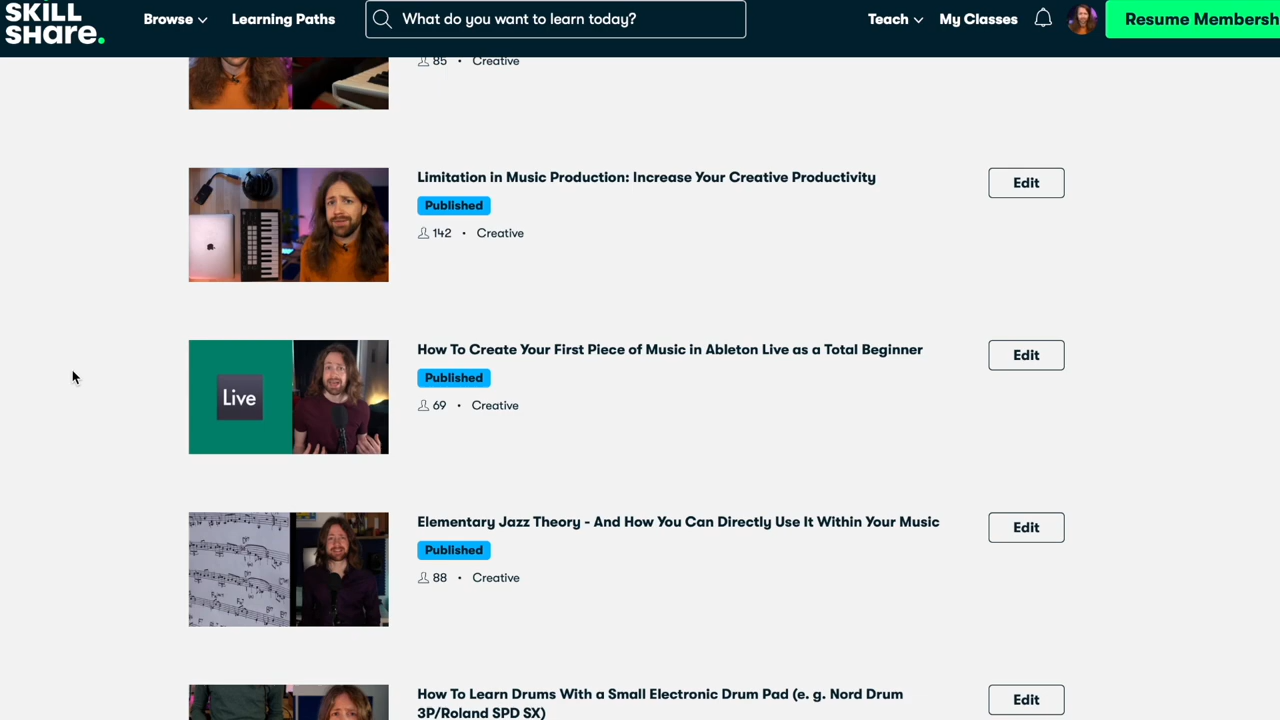 SKILL
SHARE.
Browse
Learning Paths
What do you want to learn today?
Teach
My Classes
Resume Membersh
85 • Creative
Limitation in Music Production: Increase Your Creative Productivity
Edit
Published
142 • Creative
How To Create Your First Piece of Music in Ableton Live as a Total Beginner
Edit
Published
Live
69 • Creative
Elementary Jazz Theory - And How You Can Directly Use It Within Your Music
Edit
Published
88 • Creative
How To Learn Drums With a Small Electronic Drum Pad (e. g. Nord Drum
3P/Roland SPD SX)
Edit